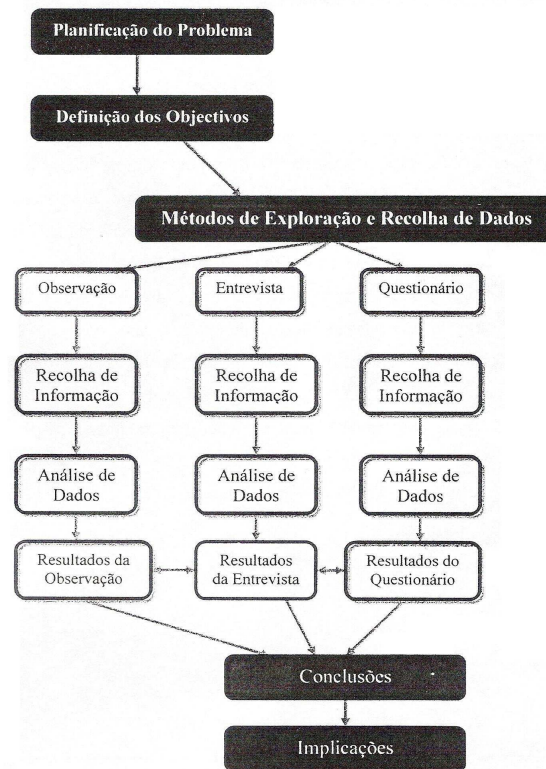 Planificação do Problema
Definição dos Objectivos
Métodos de Exploração e Recolha de Dados
Observação
Entrevista
Questionário
Recolha de
Informação
Recolha de
Informação
Recolha de
Informação
Análise de
Dados
Análise de
Dados
Análise de
Dados
Resultados da
Observação
Resultados
da Entrevista
Resultados do
Questionário
Conclusões
Implicações